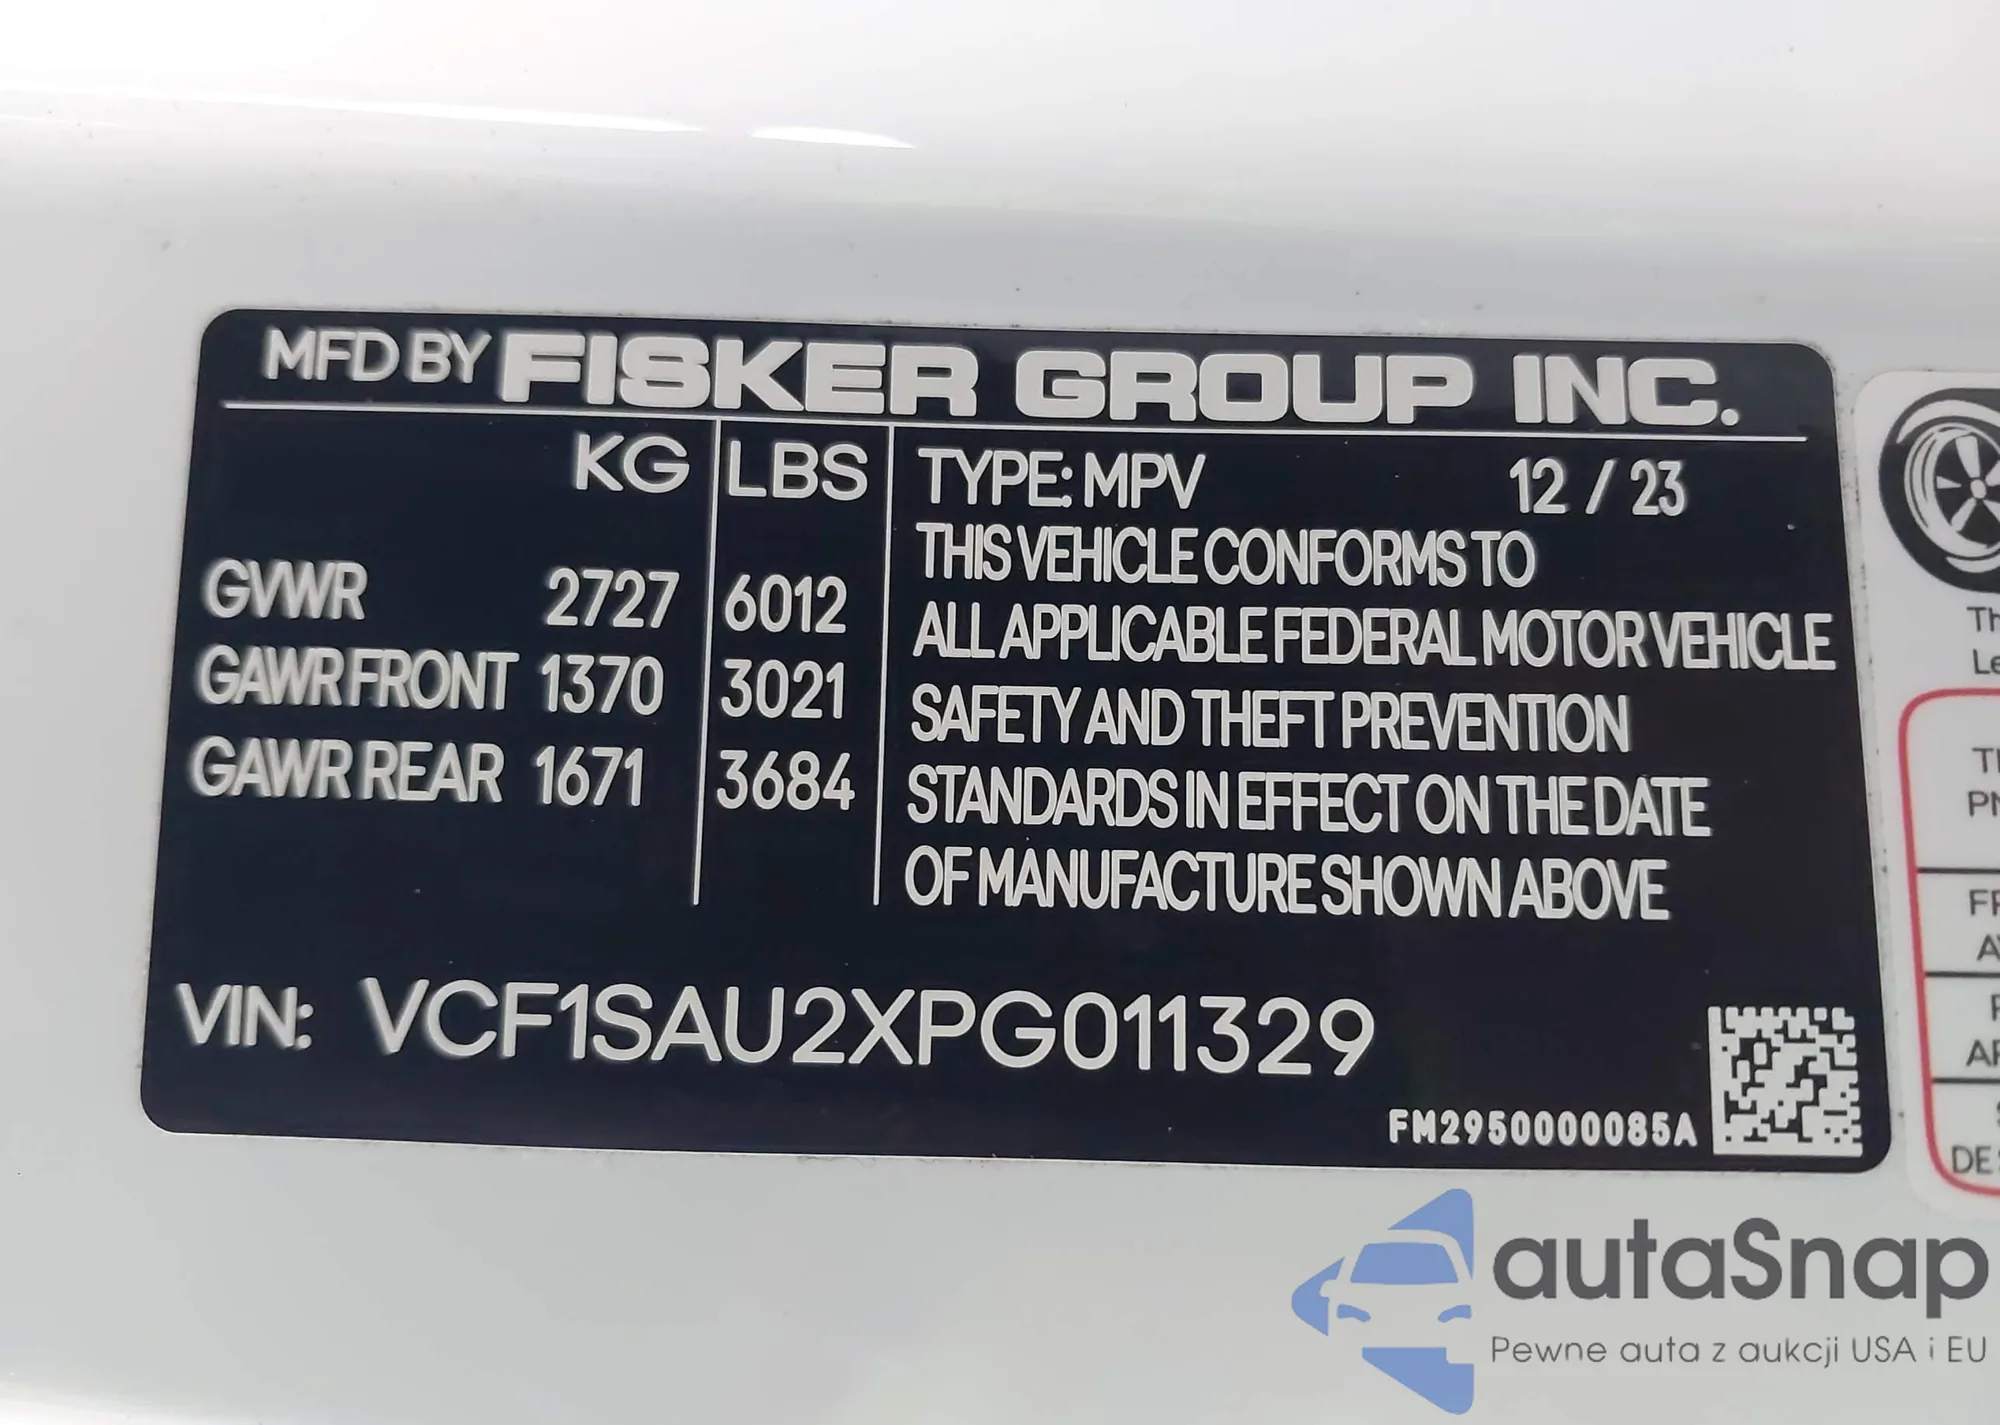 MFD BY FISKER GROUP INC.
KG LBS
GVWR 2727 6012
GAWR FRONT 1370 3021
GAWR REAR 1671 3684
TYPE: MPV 12 / 23
THIS VEHICLE CONFORMS TO
ALL APPLICABLE FEDERAL MOTOR VEHICLE
SAFETY AND THEFT PREVENTION
STANDARDS IN EFFECT ON THE DATE
OF MANUFACTURE SHOWN ABOVE
VIN: VCF1SAU2XPG011329
FM2950000085A
autaSnap
Pewne auta z aukcji USA i EU